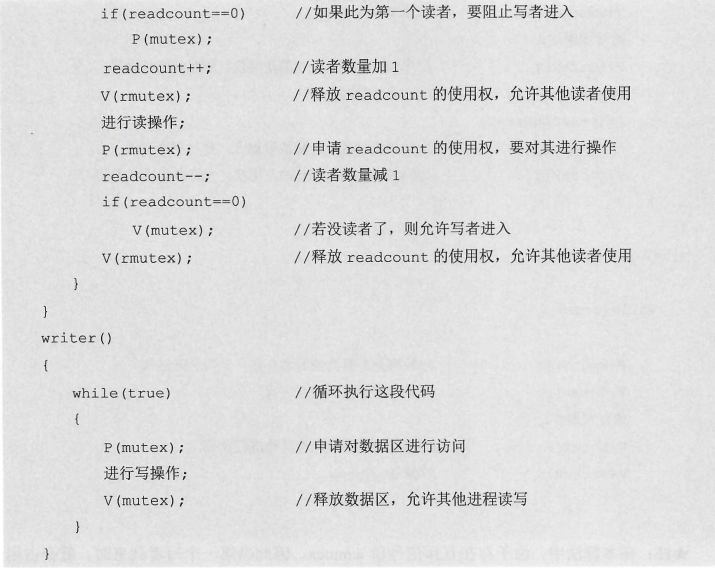 if(readcount==0) //如果此为第一个读者，要阻止写者进入
P(mutex);
readcount++; //读者数量加 1
V(rmutex); //释放 readcount 的使用权，允许其他读者使用
进行读操作;
P(rmutex); //申请 readcount 的使用权，要对其进行操作
readcount--; //读者数量减 1
if(readcount==0)
V(mutex); //若没读者了，则允许写者进入
V(rmutex); //释放 readcount 的使用权，允许其他读者使用
}
}
writer()
{
while(true) //循环执行这段代码
{
P(mutex); //申请对数据区进行访问
进行写操作;
V(mutex); //释放数据区，允许其他进程读写
}
}